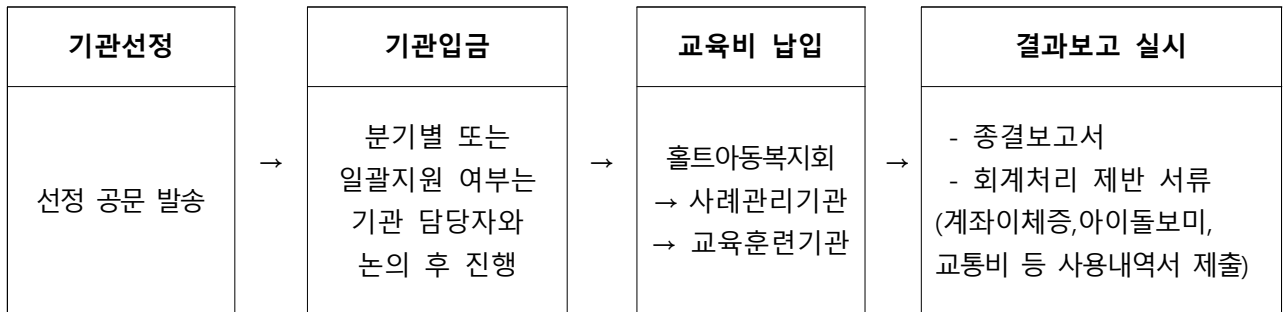 기관선정
선정 공문 발송
→
기관입금
분기별 또는
일괄지원 여부는
기관 담당자와
논의 후 진행
→
교육비 납입
홀트아동복지회
→ 사례관리기관
→ 교육훈련기관
→
결과보고 실시
- 종결보고서
- 회계처리 제반 서류
(계좌이체증,아이돌보미,
교통비 등 사용내역서 제출)